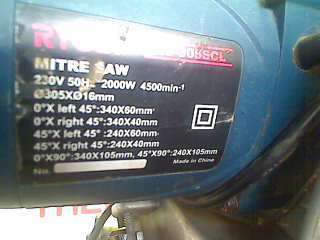 MITRE SAW
230V 50Hz 2000W 4500min⁻¹
Ø305XØ16mm
0°X left 45°:340X60mm
0°X right 45°:340X40mm
45°X left 45°:240X60mm
45°X right 45°:240X40mm
0°X90°:340X105mm, 45°X90°:240X105mm
No. Made in China